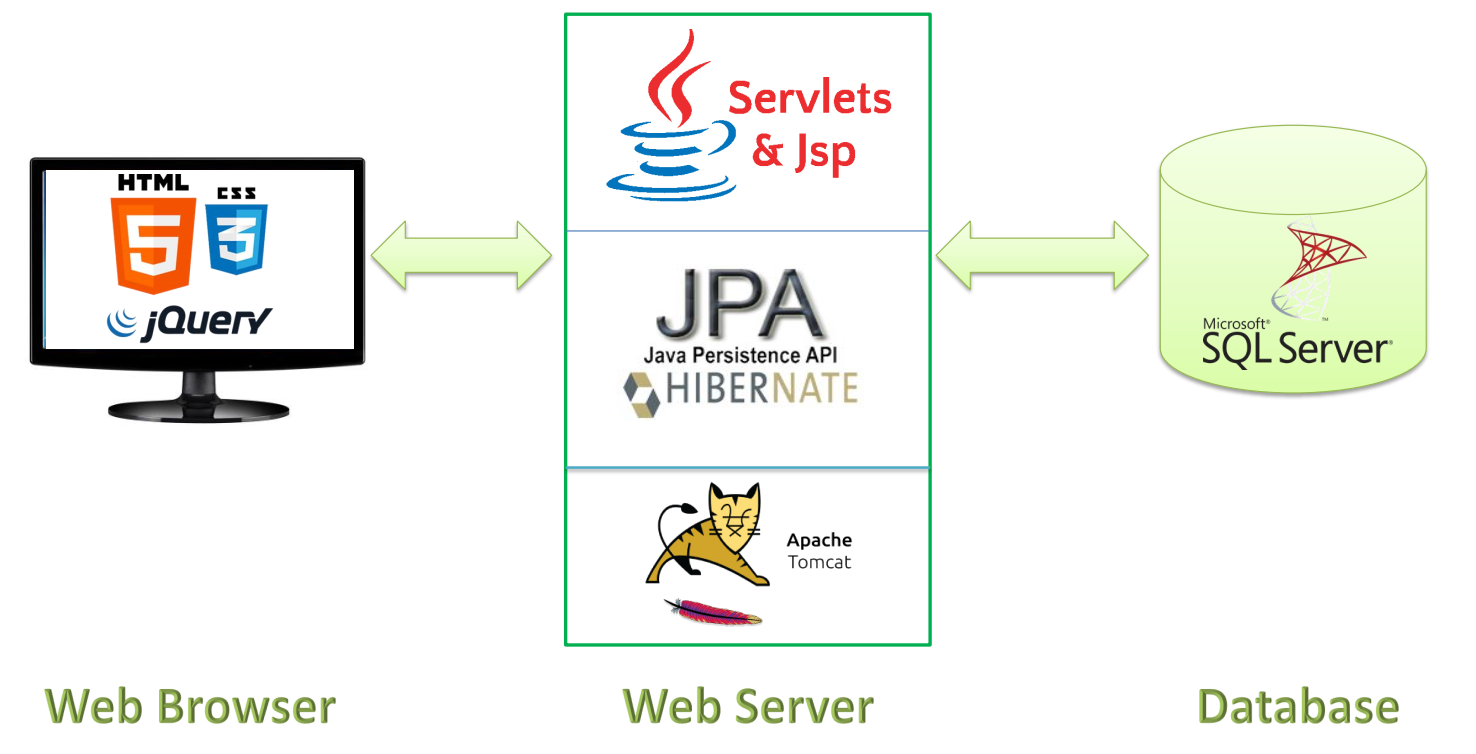 HTML
CSS
5
3
jQuery
Servlets
& Jsp
JPA
Java Persistence API
HIBERNATE
Apache
Tomcat
Microsoft®
SQL Server®
™
Web Browser
Web Server
Database